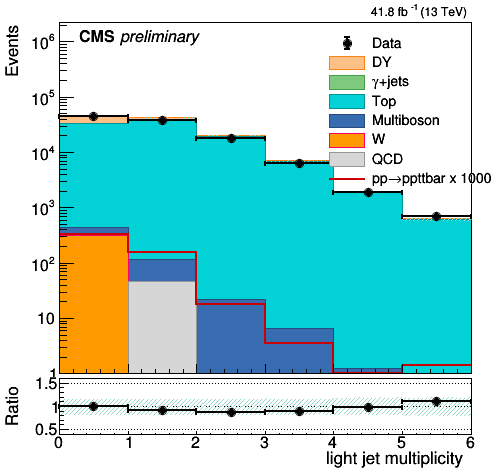 41.8 fb⁻¹ (13 TeV)
CMS preliminary
Events
10⁶
10⁵
10⁴
10³
10²
10
1
Data
DY
γ+jets
Top
Multiboson
W
QCD
pp→ppttbar x 1000
Ratio
1.5
1
0.5
0 1 2 3 4 5 6
light jet multiplicity